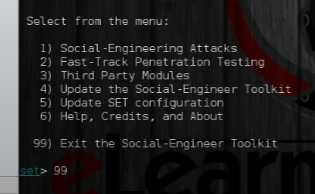 Select from the menu:
1) Social-Engineering Attacks
2) Fast-Track Penetration Testing
3) Third Party Modules
4) Update the Social-Engineer Toolkit
5) Update SET configuration
6) Help, Credits, and About
99) Exit the Social-Engineer Toolkit
set> 99
eLearn